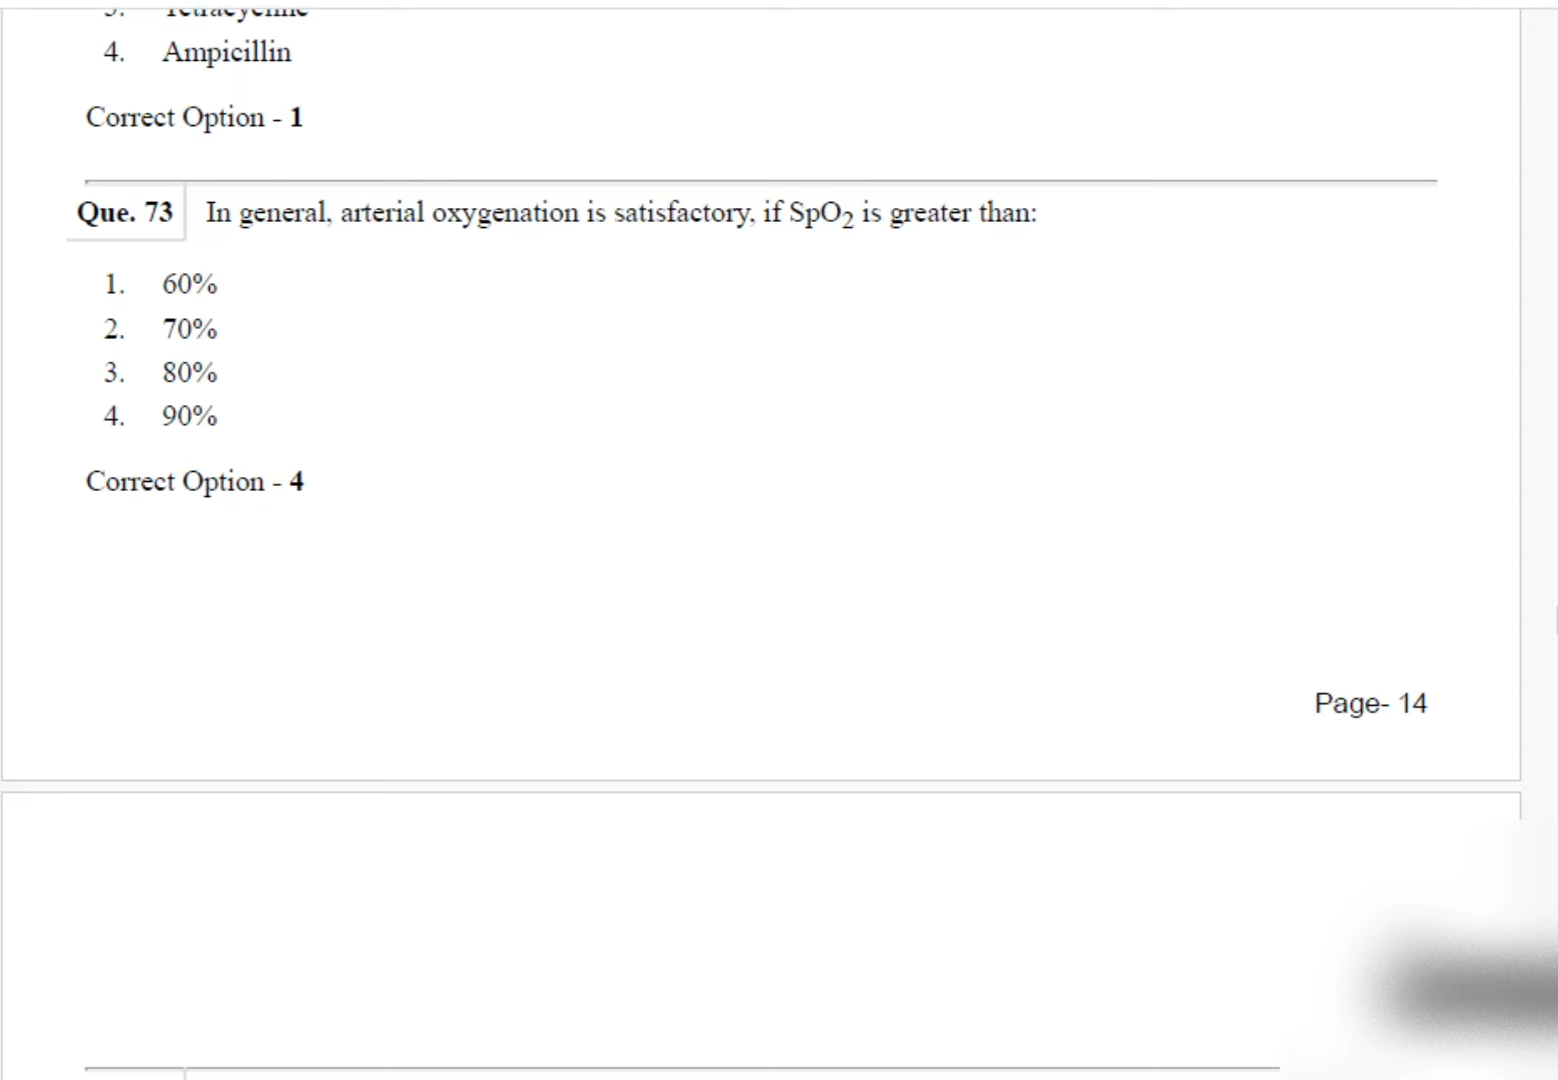 4. Ampicillin
Correct Option - 1
Que. 73 In general, arterial oxygenation is satisfactory, if SpO₂ is greater than:
1. 60%
2. 70%
3. 80%
4. 90%
Correct Option - 4
Page- 14